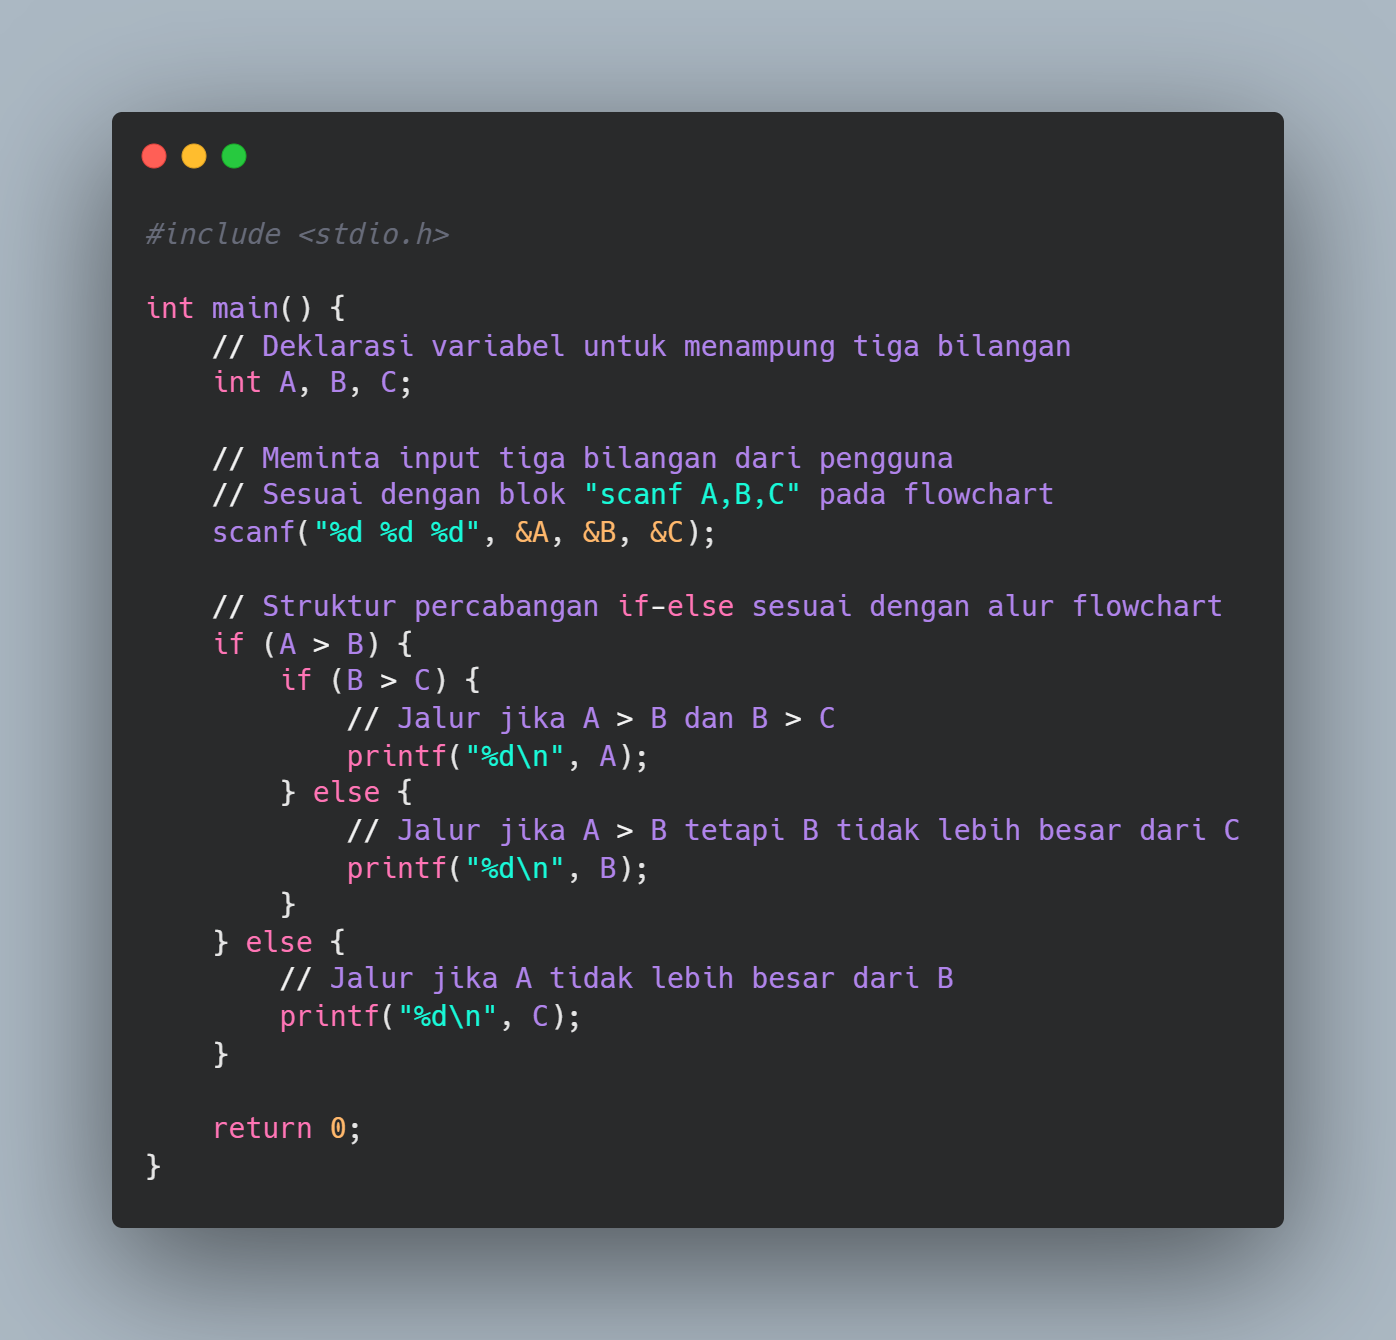 #include <stdio.h>

int main() {
    // Deklarasi variabel untuk menampung tiga bilangan
    int A, B, C;

    // Meminta input tiga bilangan dari pengguna
    // Sesuai dengan blok "scanf A,B,C" pada flowchart
    scanf("%d %d %d", &A, &B, &C);

    // Struktur percabangan if-else sesuai dengan alur flowchart
    if (A > B) {
        if (B > C) {
            // Jalur jika A > B dan B > C
            printf("%d\n", A);
        } else {
            // Jalur jika A > B tetapi B tidak lebih besar dari C
            printf("%d\n", B);
        }
    } else {
        // Jalur jika A tidak lebih besar dari B
        printf("%d\n", C);
    }

    return 0;
}